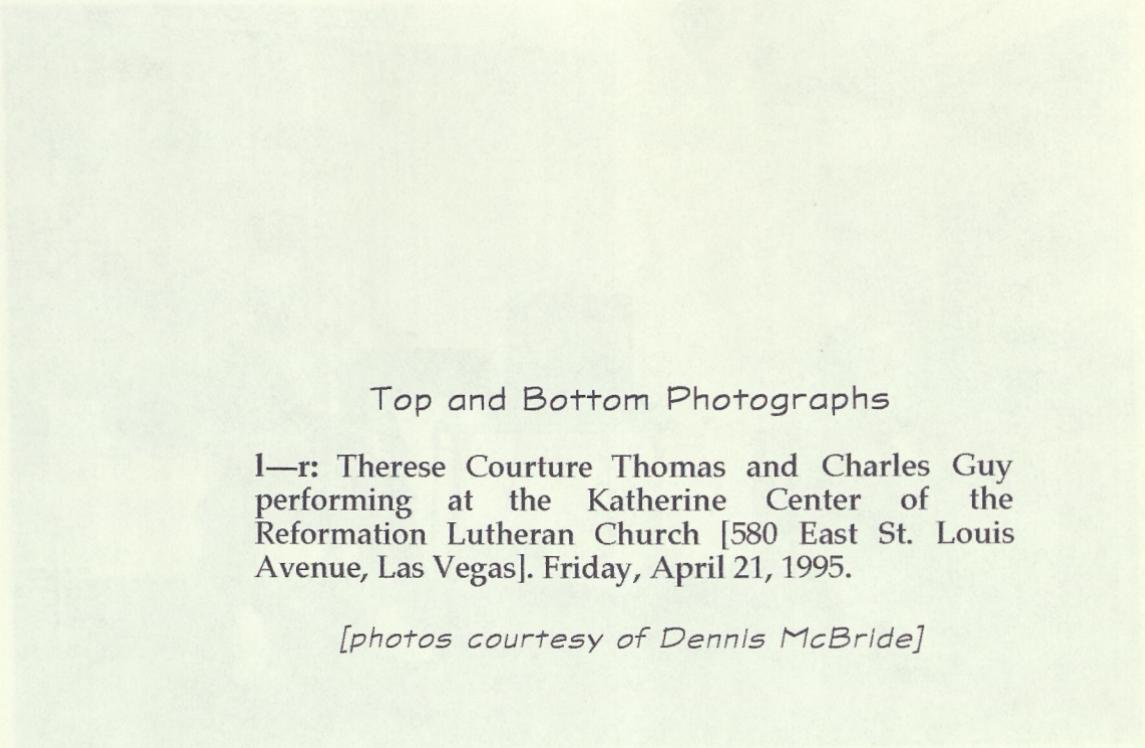 Top and Bottom Photographs
l—r: Therese Courture Thomas and Charles Guy
performing at the Katherine Center of the
Reformation Lutheran Church [580 East St. Louis
Avenue, Las Vegas]. Friday, April 21, 1995.
[photos courtesy of Dennis McBride]